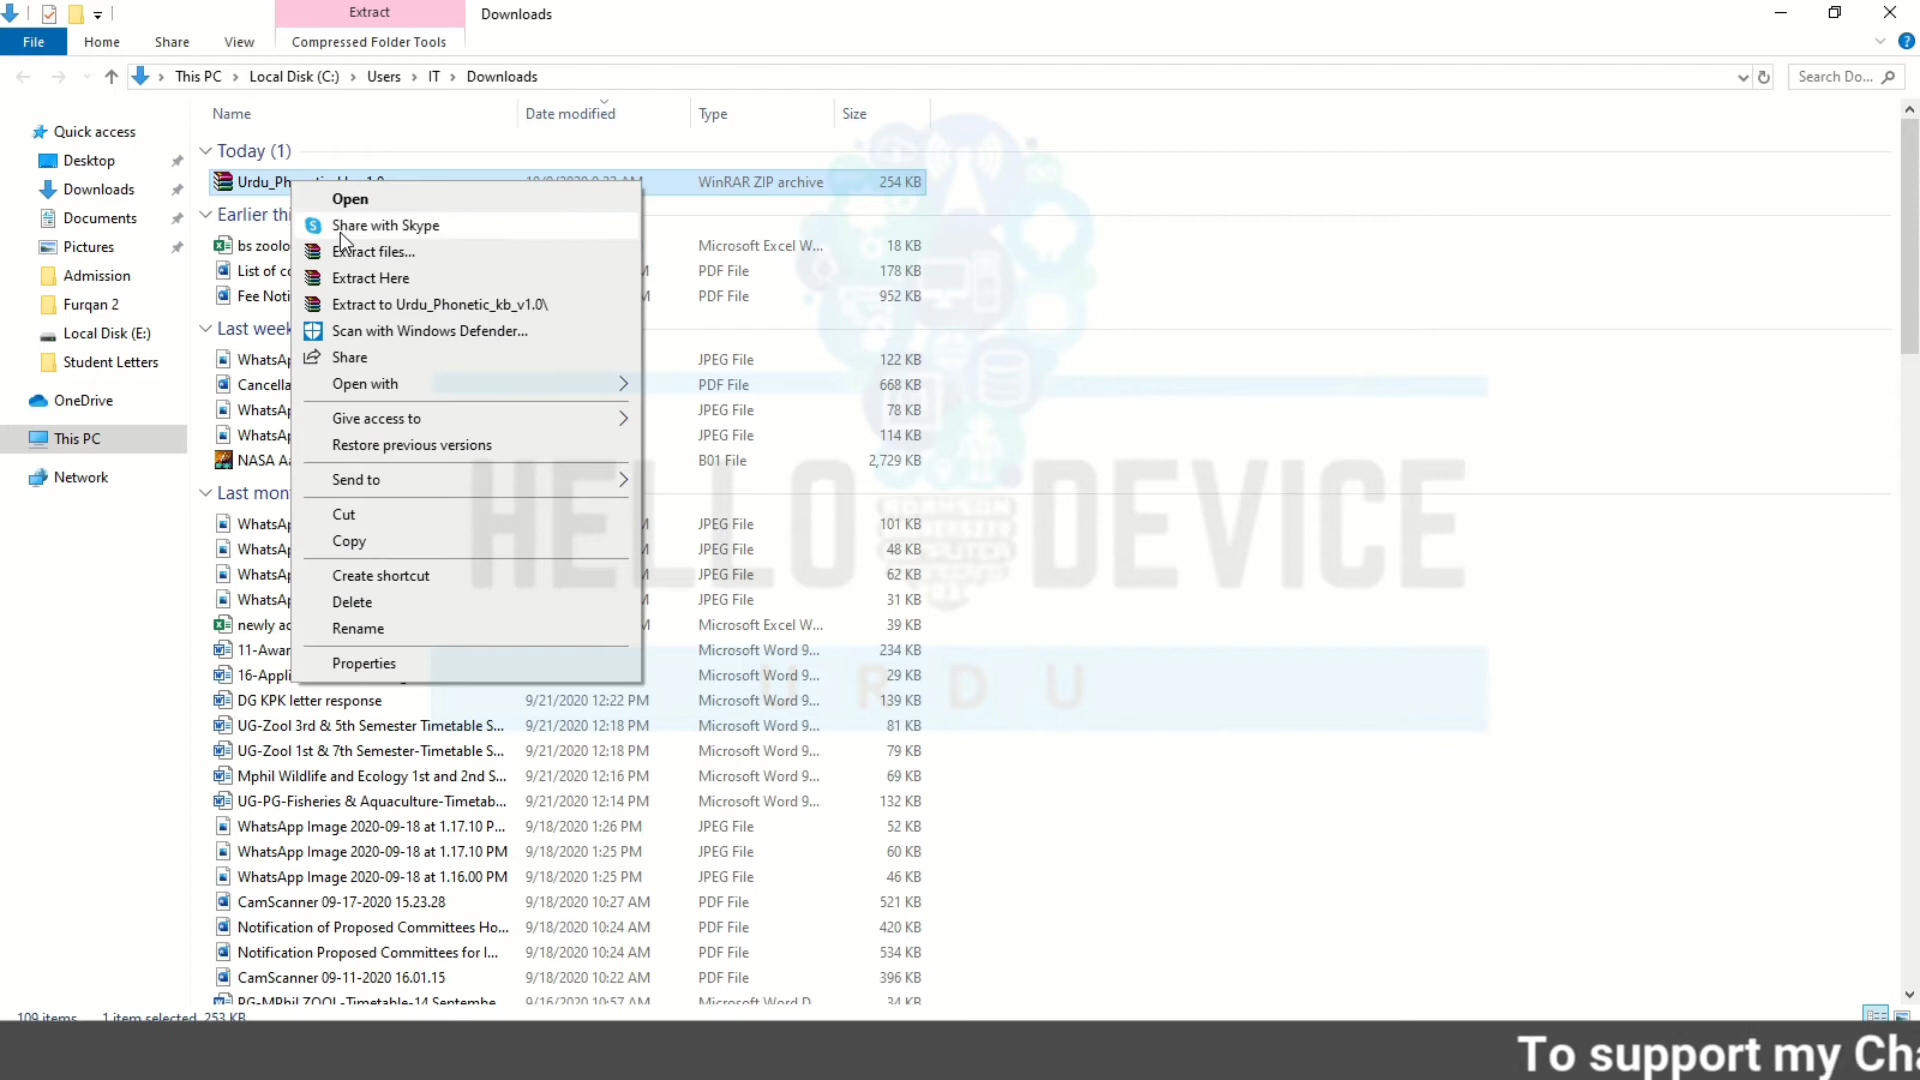 Extract
Downloads
File
Home
Share
View
Compressed Folder Tools
This PC
Local Disk (C:)
Users
IT
Downloads
Search Do...
Name
Date modified
Type
Size
Quick access
Desktop
Downloads
Documents
Pictures
Admission
Furqan 2
Local Disk (E:)
Student Letters
OneDrive
This PC
Network
Today (1)
Urdu_Ph
WinRAR ZIP archive
254 KB
Earlier thi
bs zoolo
Microsoft Excel W...
18 KB
List of co
PDF File
178 KB
Fee Noti
PDF File
952 KB
Last week
WhatsAp
JPEG File
122 KB
Cancella
PDF File
668 KB
WhatsAp
JPEG File
78 KB
WhatsAp
JPEG File
114 KB
NASA Aa
B01 File
2,729 KB
Last mon
WhatsAp
JPEG File
101 KB
WhatsAp
JPEG File
48 KB
WhatsAp
JPEG File
62 KB
WhatsAp
JPEG File
31 KB
newly ad
Microsoft Excel W...
39 KB
11-Awar
Microsoft Word 9...
234 KB
16-Appli
Microsoft Word 9...
29 KB
DG KPK letter response
9/21/2020 12:22 PM
Microsoft Word 9...
139 KB
UG-Zool 3rd & 5th Semester Timetable S...
9/21/2020 12:18 PM
Microsoft Word 9...
81 KB
UG-Zool 1st & 7th Semester-Timetable S...
9/21/2020 12:18 PM
Microsoft Word 9...
79 KB
Mphil Wildlife and Ecology 1st and 2nd S...
9/21/2020 12:16 PM
Microsoft Word 9...
69 KB
UG-PG-Fisheries & Aquaculture-Timetab...
9/21/2020 12:14 PM
Microsoft Word 9...
132 KB
WhatsApp Image 2020-09-18 at 1.17.10 P...
9/18/2020 1:26 PM
JPEG File
52 KB
WhatsApp Image 2020-09-18 at 1.17.10 PM
9/18/2020 1:25 PM
JPEG File
60 KB
WhatsApp Image 2020-09-18 at 1.16.00 PM
9/18/2020 1:25 PM
JPEG File
46 KB
CamScanner 09-17-2020 15.23.28
9/18/2020 10:27 AM
PDF File
521 KB
Notification of Proposed Committees Ho...
9/18/2020 10:24 AM
PDF File
420 KB
Notification Proposed Committees for I...
9/18/2020 10:24 AM
PDF File
534 KB
CamScanner 09-11-2020 16.01.15
9/18/2020 10:22 AM
PDF File
396 KB
PG-MPhil ZOOL-Timetable-14 Septembe...
9/16/2020 10:57 AM
Microsoft Word D...
34 KB
Open
Share with Skype
Extract files...
Extract Here
Extract to Urdu_Phonetic_kb_v1.0\
Scan with Windows Defender...
Share
Open with
Give access to
Restore previous versions
Send to
Cut
Copy
Create shortcut
Delete
Rename
Properties
HELLO DEVICE
URDU
109 items
1 item selected 253 KB
To support my Cha